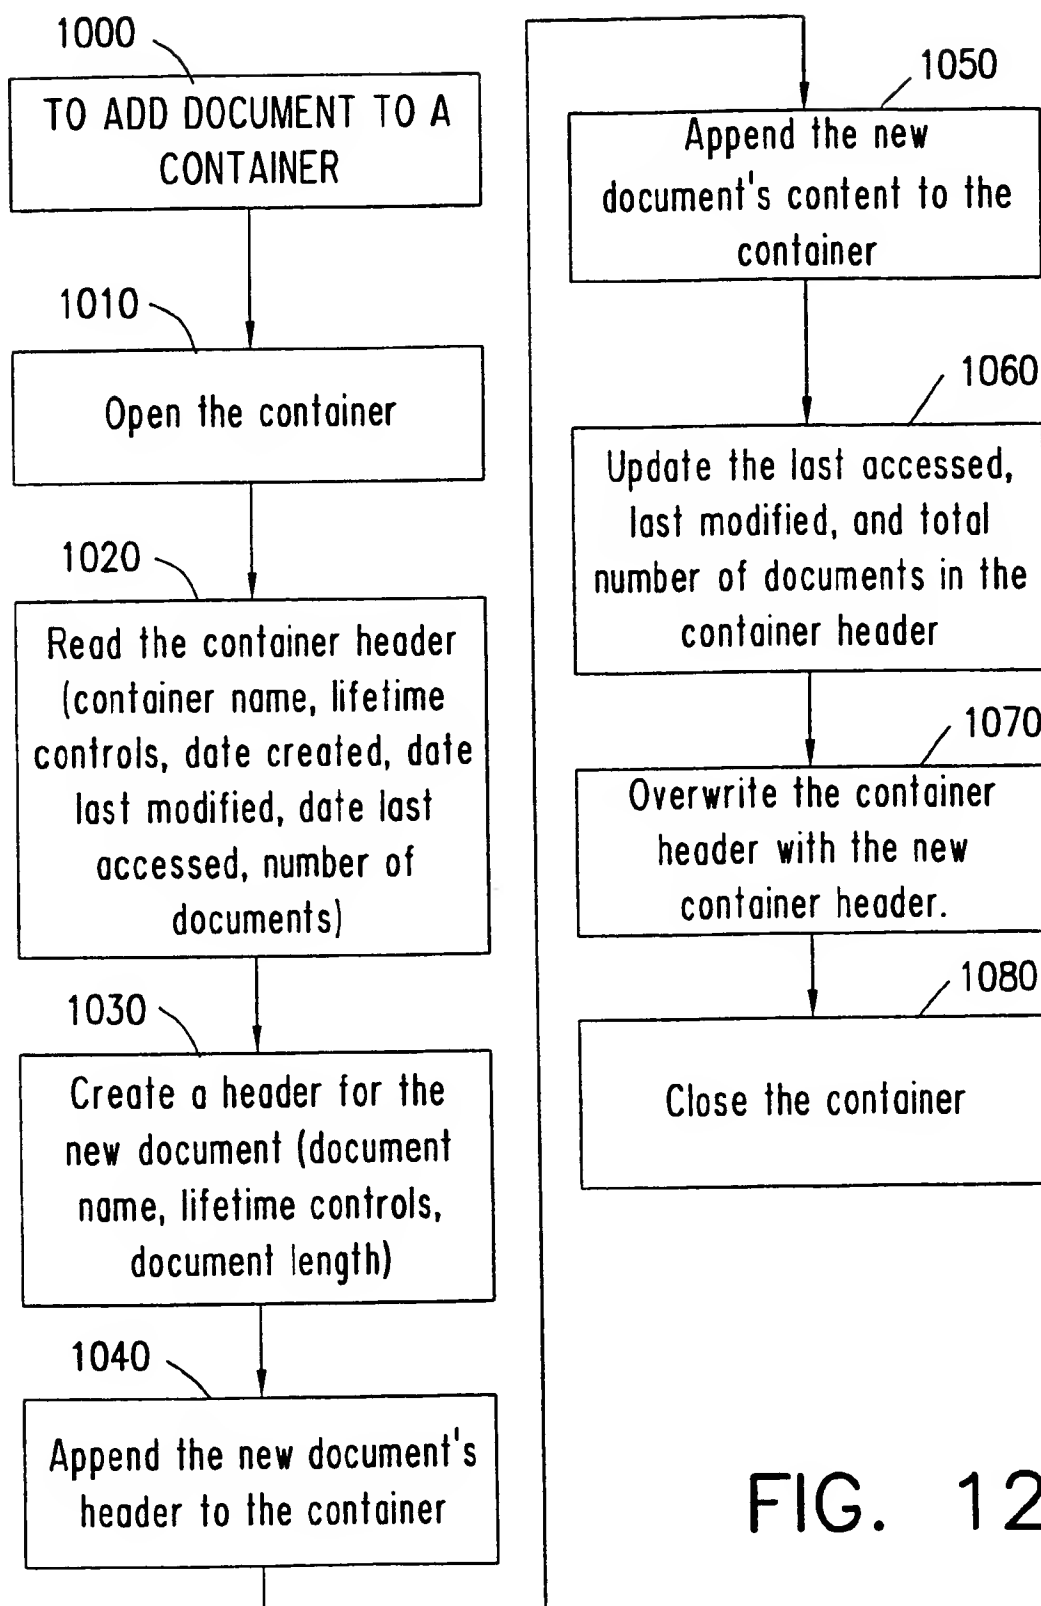 1000
TO ADD DOCUMENT TO A
CONTAINER
1010
Open the container
1020
Read the container header
(container name, lifetime
controls, date created, date
last modified, date last
accessed, number of
documents)
1030
Create a header for the
new document (document
name, lifetime controls,
document length)
1040
Append the new document's
header to the container
1050
Append the new
document's content to the
container
1060
Update the last accessed,
last modified, and total
number of documents in the
container header
1070
Overwrite the container
header with the new
container header.
1080
Close the container
FIG. 12